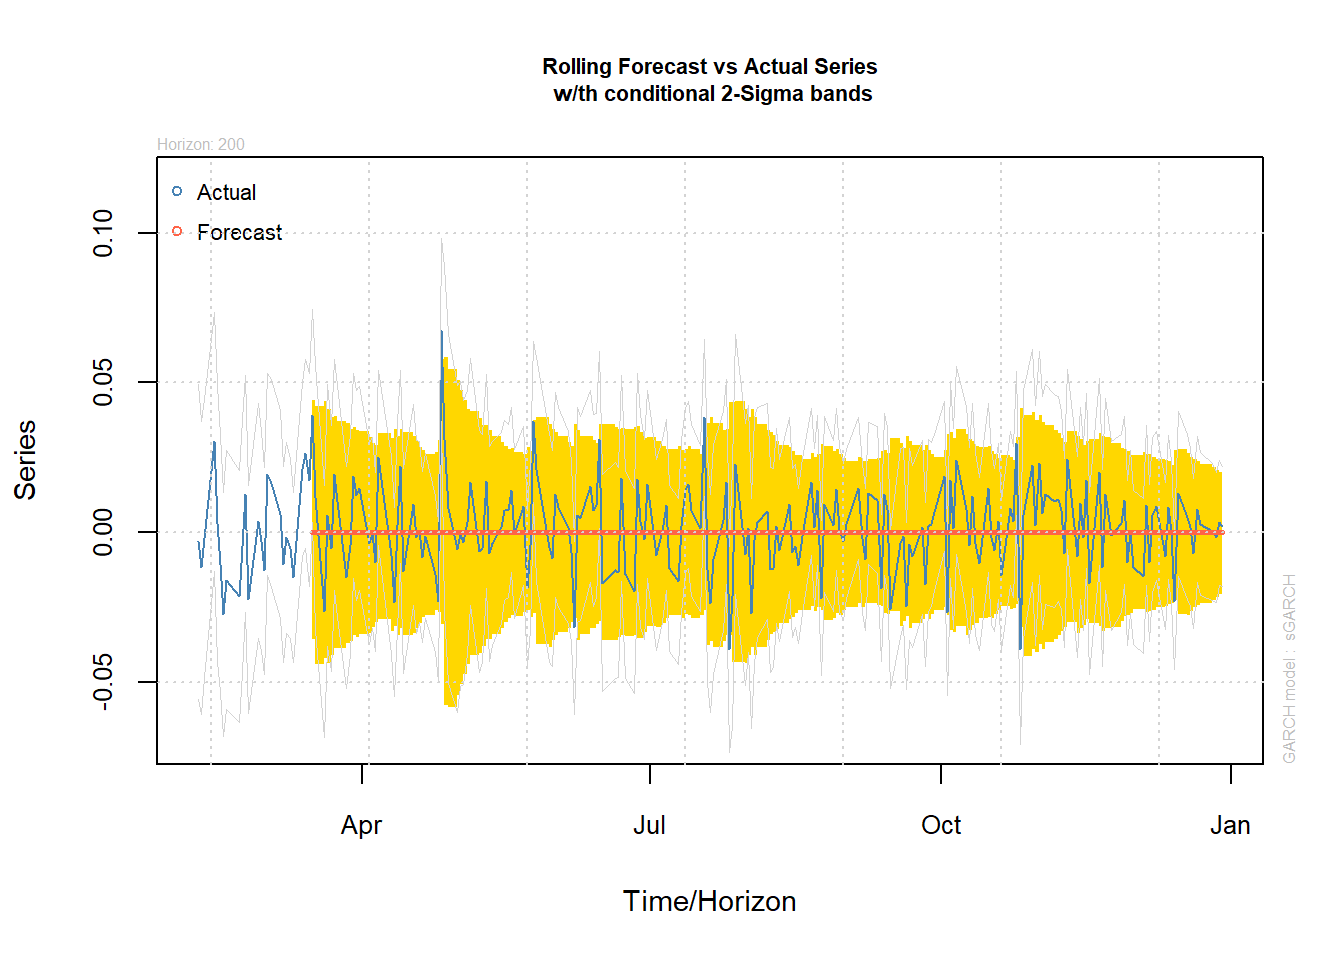 Rolling Forecast vs Actual Series
w/th conditional 2-Sigma bands
Horizon: 200
Actual
Forecast
0.10
0.05
0.00
-0.05
Series
Apr
Jul
Oct
Jan
Time/Horizon
GARCH model : sGARCH